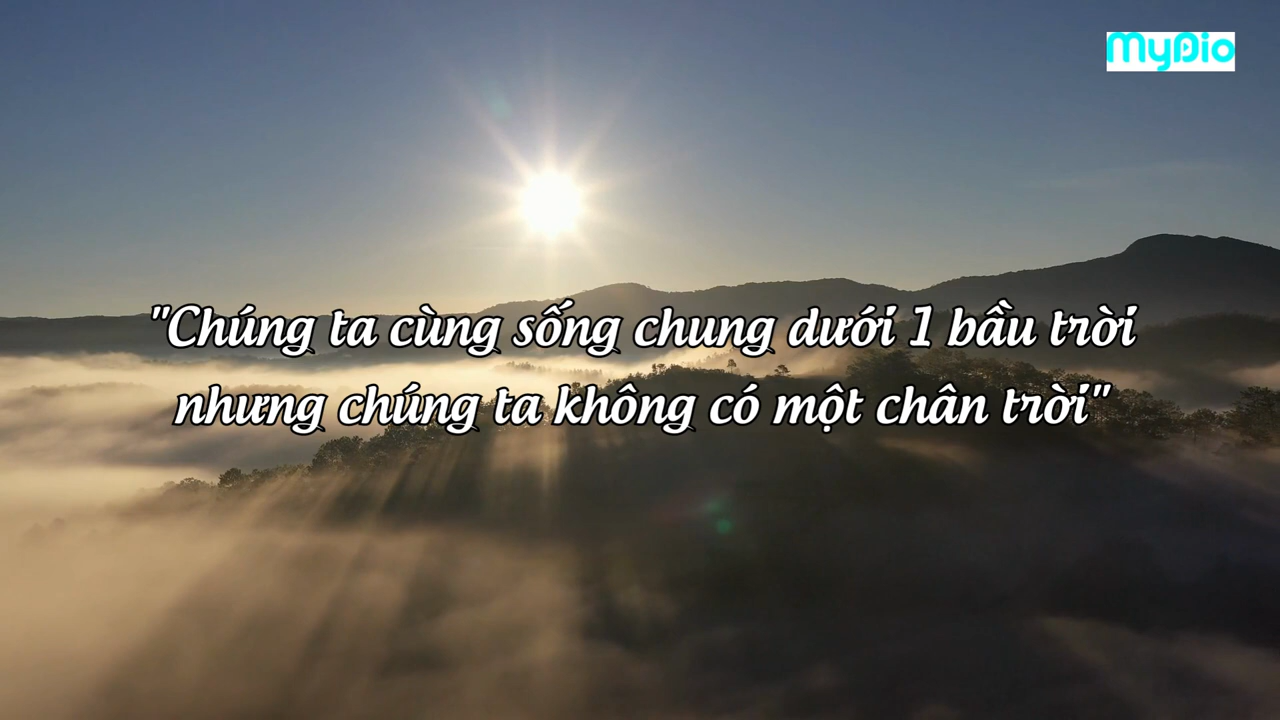 MyDio
"Chúng ta cùng sống chung dưới 1 bầu trời
nhưng chúng ta không có một chân trời"